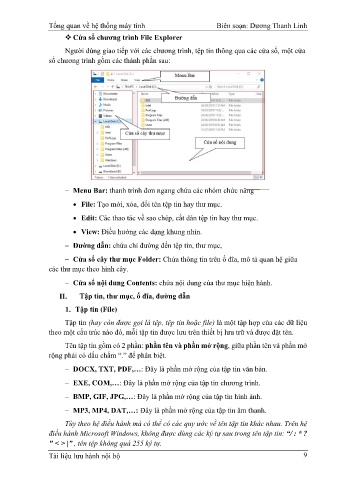 Tổng quan về hệ thống máy tính Biên soạn: Dương Thanh Linh
❖ Cửa sổ chương trình File Explorer
Người dùng giao tiếp với các chương trình, tệp tin thông qua các cửa sổ, một cửa
sổ chương trình gồm các thành phần sau:
Menu Bar
Đường dẫn
Cửa sổ cây thư mục
Cửa sổ nội dung
– Menu Bar: thanh trình đơn ngang chứa các nhóm chức năng
• File: Tạo mới, xóa, đổi tên tệp tin hay thư mục.
• Edit: Các thao tác về sao chép, cắt dán tệp tin hay thư mục.
• View: Điều hướng các dạng khung nhìn.
– Đường dẫn: chứa chỉ đường đến tệp tin, thư mục,
– Cửa sổ cây thư mục Folder: Chứa thông tin trên ổ đĩa, mô tả quan hệ giữa
các thư mục theo hình cây.
– Cửa sổ nội dung Contents: chứa nội dung của thư mục hiện hành.
II. Tập tin, thư mục, ổ đĩa, đường dẫn
1. Tập tin (File)
Tập tin (hay còn được gọi là tệp, tệp tin hoặc file) là một tập hợp của các dữ liệu
theo một cấu trúc nào đó, mỗi tập tin được lưu trên thiết bị lưu trữ và được đặt tên.
Tên tập tin gồm có 2 phần: phần tên và phần mở rộng, giữa phần tên và phần mở
rộng phải có dấu chấm “.” để phân biệt.
– DOCX, TXT, PDF,…: Đây là phần mở rộng của tập tin văn bản.
– EXE, COM,…: Đây là phần mở rộng của tập tin chương trình.
– BMP, GIF, JPG,…: Đây là phần mở rộng của tập tin hình ảnh.
– MP3, MP4, DAT,…: Đây là phần mở rộng của tập tin âm thanh.
Tùy theo hệ điều hành mà có thể có các quy ước về tên tập tin khác nhau. Trên hệ
điều hành Microsoft Windows, không được dùng các ký tự sau trong tên tập tin: “/ : * ?
” < > |” , tên tệp không quá 255 ký tự.
Tài liệu lưu hành nội bộ 9